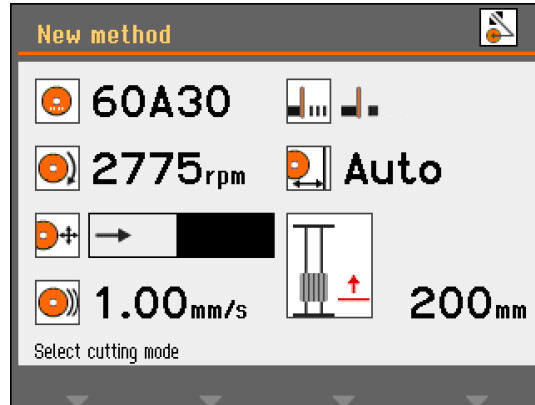 New method
60A30
2775rpm Auto
1.00mm/s 200mm
Select cutting mode